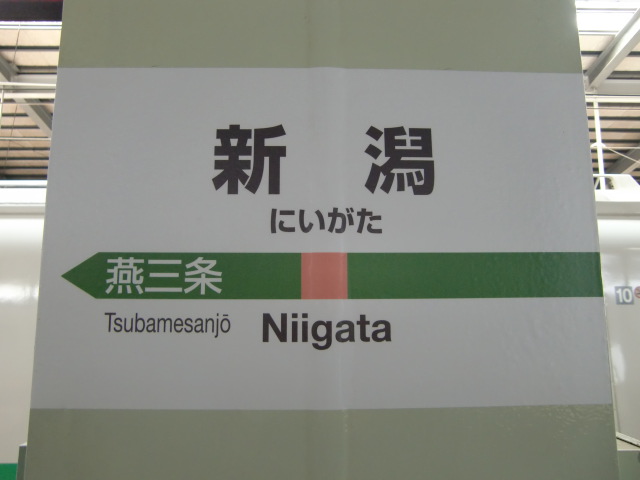 新潟
にいがた
燕三条
Tsubamesanjō
Niigata
10